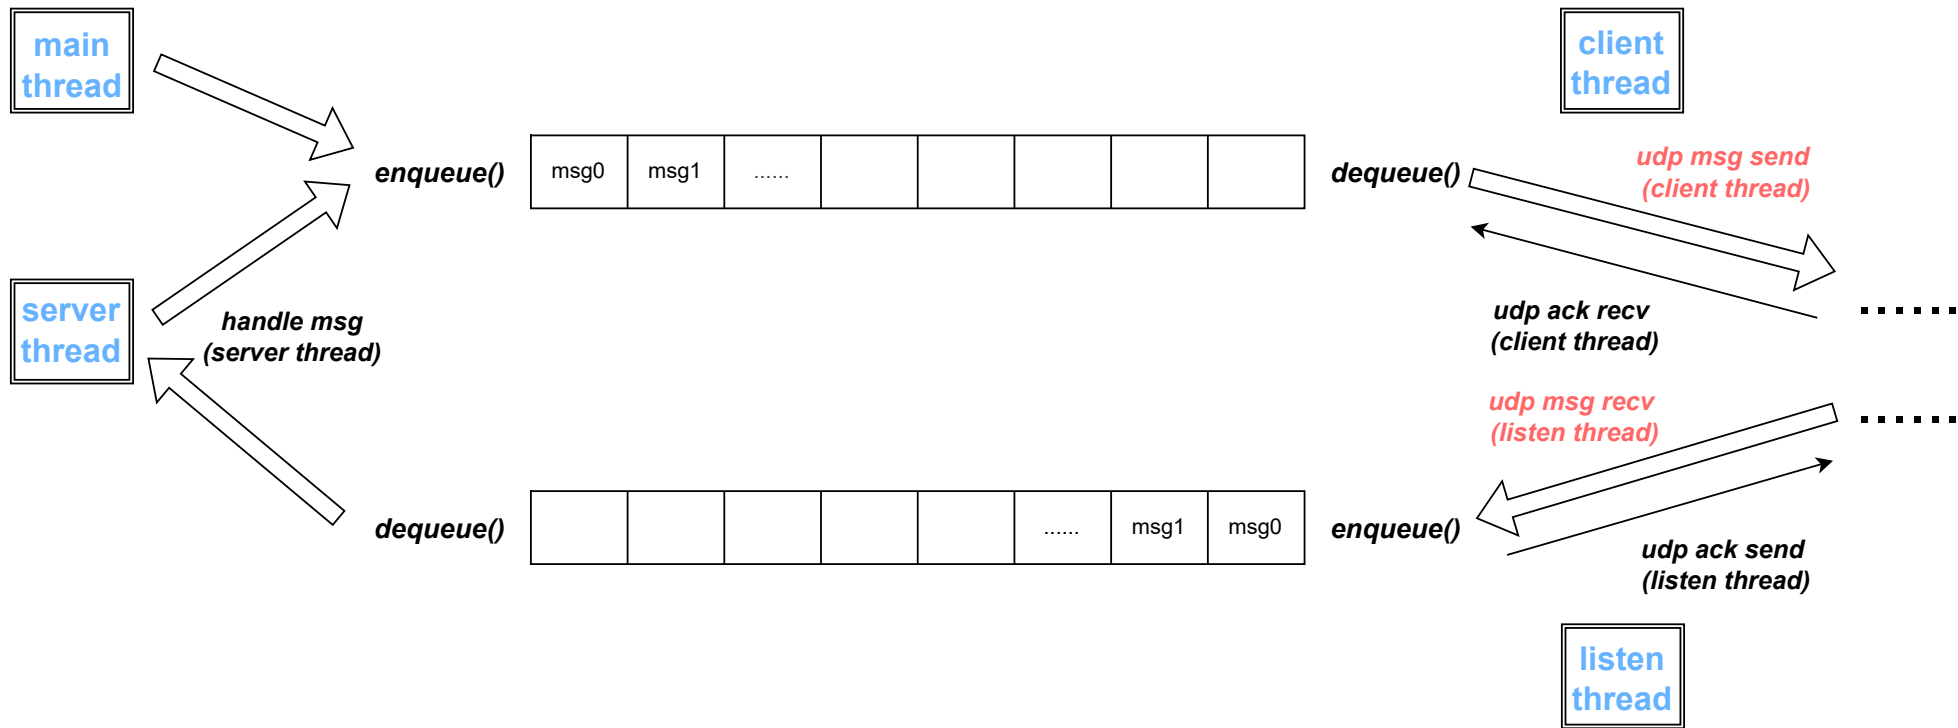 main
thread
client
thread
enqueue()
msg0
msg1
......
dequeue()
udp msg send
(client thread)
server
thread
handle msg
(server thread)
udp ack recv
(client thread)
udp msg recv
(listen thread)
dequeue()
......
msg1
msg0
enqueue()
udp ack send
(listen thread)
listen
thread